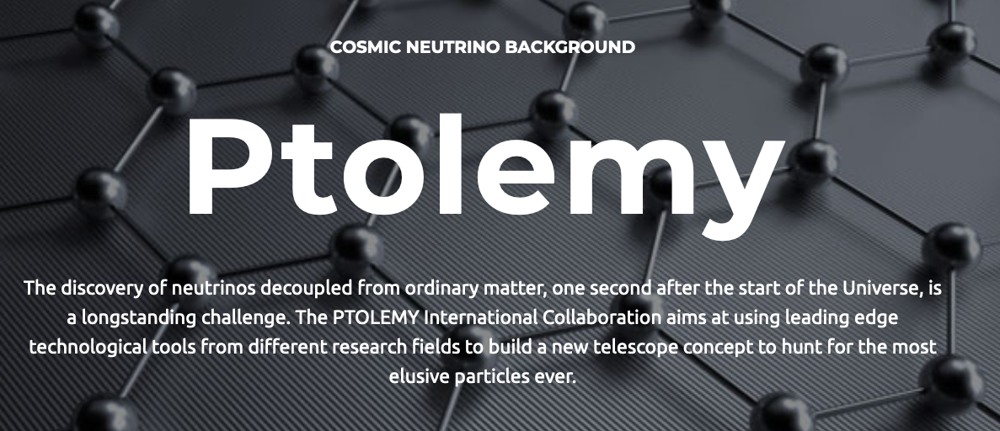 COSMIC NEUTRINO BACKGROUND
Ptolemy
The discovery of neutrinos decoupled from ordinary matter, one second after the start of the Universe, is
a longstanding challenge. The PTOLEMY International Collaboration aims at using leading edge
technological tools from different research fields to build a new telescope concept to hunt for the most
elusive particles ever.